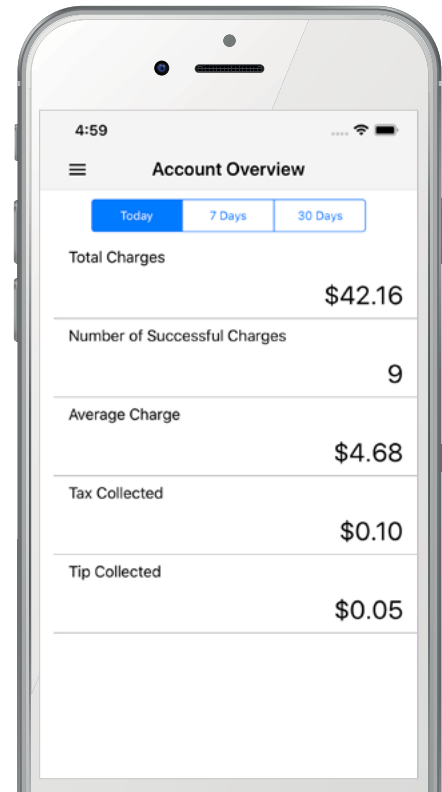 4:59
Account Overview
Today 7 Days 30 Days
Total Charges
$42.16
Number of Successful Charges
9
Average Charge
$4.68
Tax Collected
$0.10
Tip Collected
$0.05